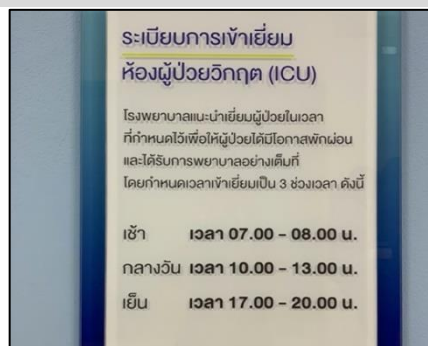 ระเบียบการเข้าเยี่ยม
ห้องผู้ป่วยวิกฤต (ICU)
โรงพยาบาลแนะนำเยี่ยมผู้ป่วยในเวลา
ที่กำหนดไว้เพื่อให้ผู้ป่วยได้มีโอกาสพักผ่อน
และได้รับการพยาบาลอย่างเต็มที่
โดยกำหนดเวลาเข้าเยี่ยมเป็น 3 ช่วงเวลา ดังนี้
เช้า เวลา 07.00 - 08.00 น.
กลางวัน เวลา 10.00 - 13.00 น.
เย็น เวลา 17.00 - 20.00 น.